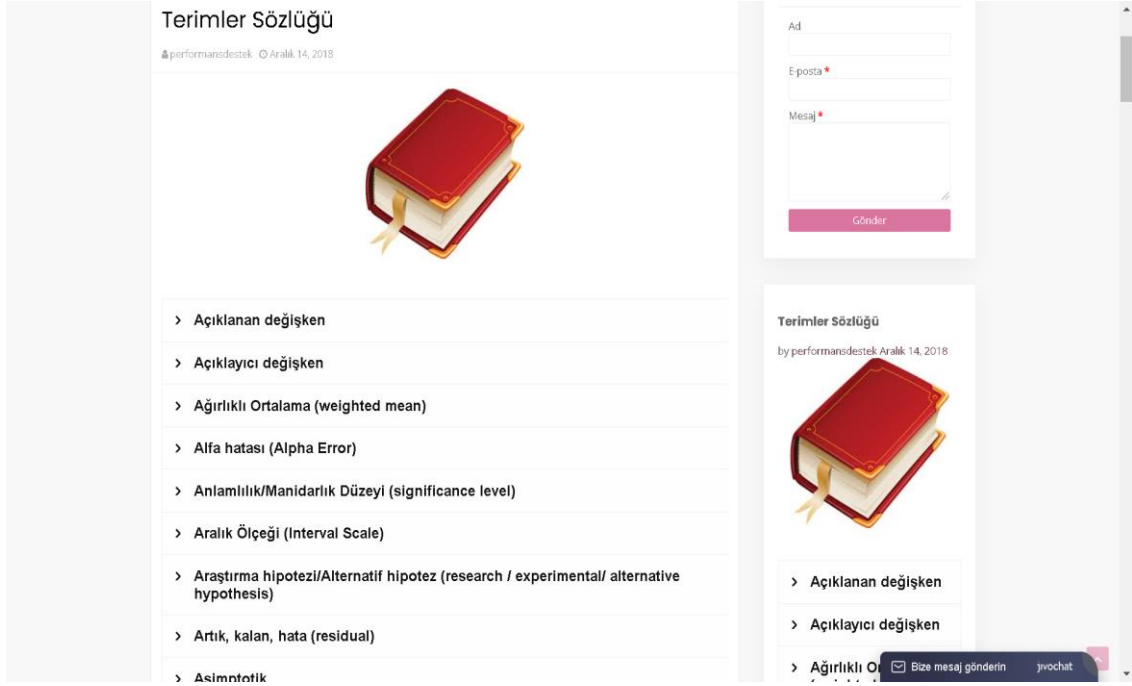 Terimler Sözlüğü
performansdestek Aralık 14, 2018
Açıklanan değişken
Açıklayıcı değişken
Ağırlıklı Ortalama (weighted mean)
Alfa hatası (Alpha Error)
Anlamlılık/Manidarlık Düzeyi (significance level)
Aralık Ölçeği (Interval Scale)
Araştırma hipotezi/Alternatif hipotez (research / experimental/ alternative
hypothesis)
Artık, kalan, hata (residual)
Asimptotik
Ad
E-posta *
Mesaj *
Gönder
Terimler Sözlüğü
by performansdestek Aralık 14, 2018
Açıklanan değişken
Açıklayıcı değişken
Ağırlıklı
Bize mesaj gönderin jivochat